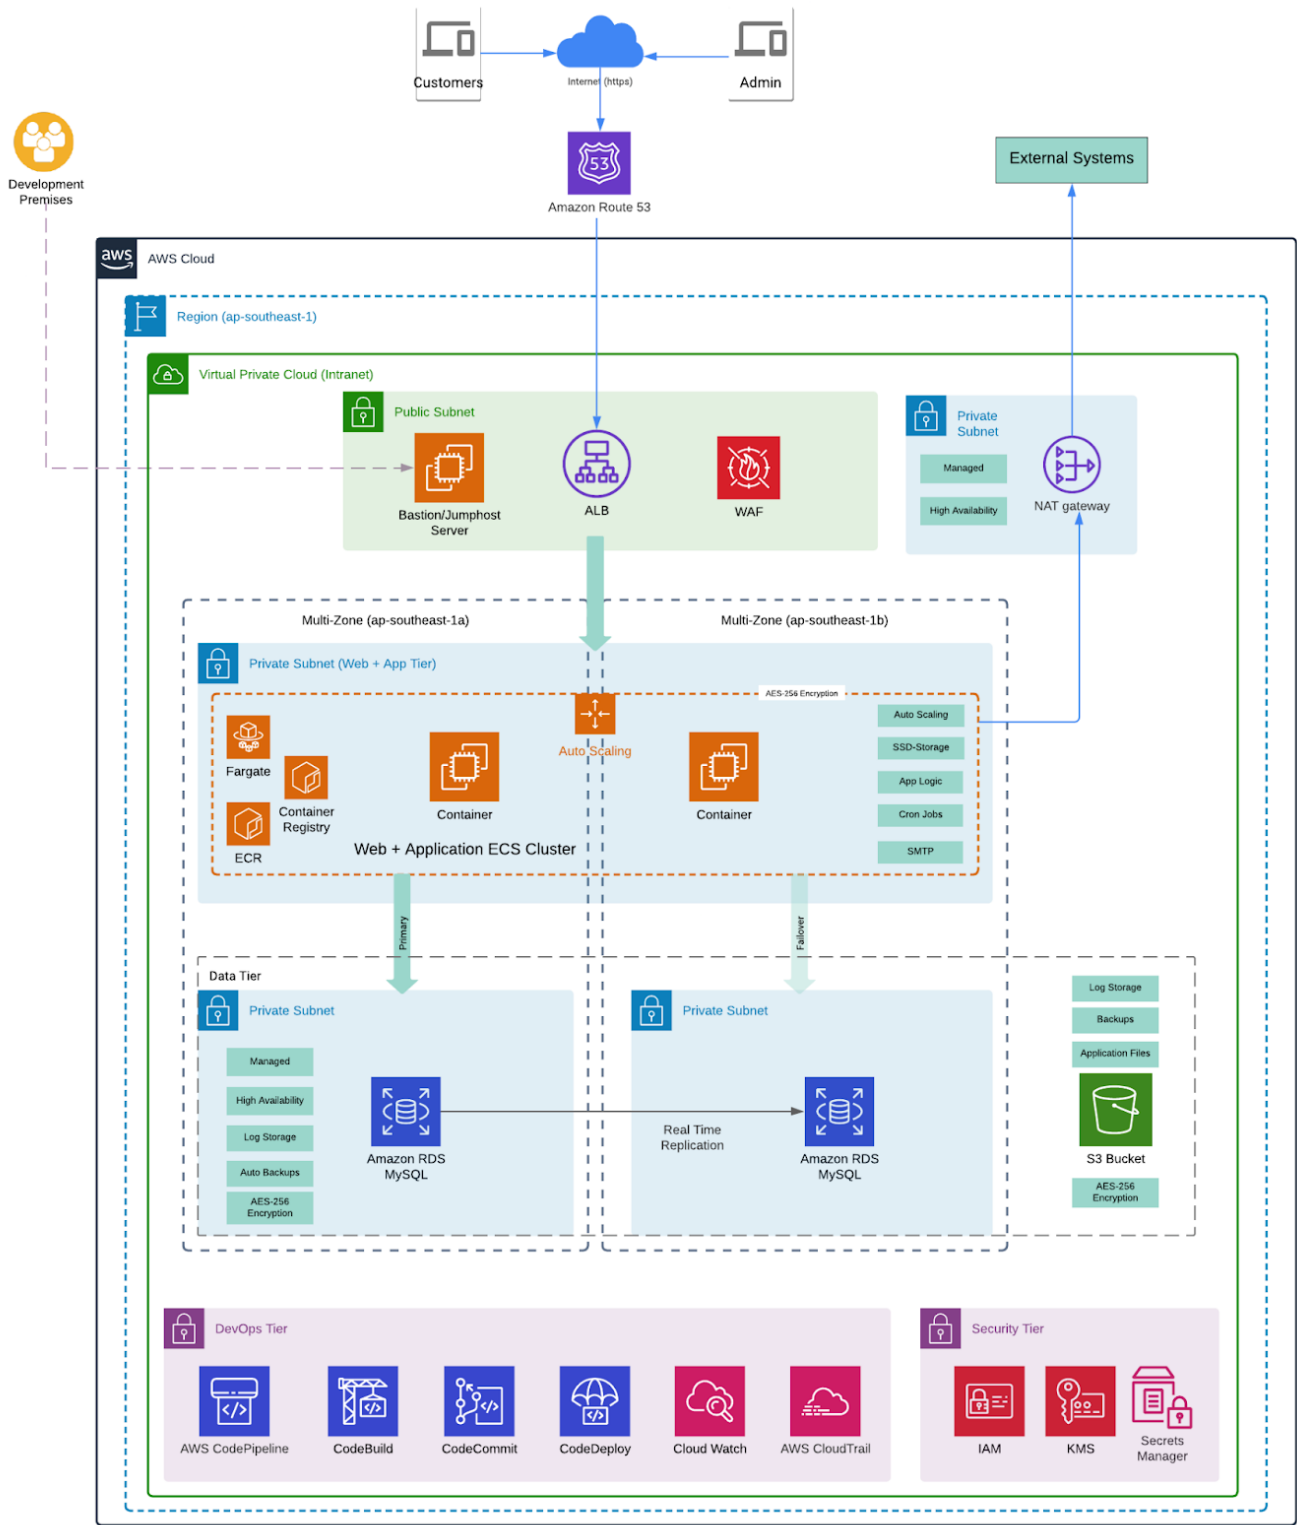 Customers
Internet (https)
Admin
Development
Premises
53
Amazon Route 53
External Systems
aws
AWS Cloud
Region (ap-southeast-1)
Virtual Private Cloud (Intranet)
Public Subnet
Bastion/Jumphost
Server
ALB
WAF
Private
Subnet
Managed
High Availability
NAT gateway
Multi-Zone (ap-southeast-1a)
Multi-Zone (ap-southeast-1b)
Private Subnet (Web + App Tier)
AES-256 Encryption
Auto Scaling
Fargate
Container
Registry
ECR
Container
Container
Web + Application ECS Cluster
Auto Scaling
SSD-Storage
App Logic
Cron Jobs
SMTP
Primary
Failover
Data Tier
Private Subnet
Managed
High Availability
Log Storage
Auto Backups
AES-256
Encryption
Amazon RDS
MySQL
Real Time
Replication
Private Subnet
Amazon RDS
MySQL
Log Storage
Backups
Application Files
S3 Bucket
AES-256
Encryption
DevOps Tier
AWS CodePipeline
CodeBuild
CodeCommit
CodeDeploy
Cloud Watch
AWS CloudTrail
Security Tier
IAM
KMS
Secrets
Manager